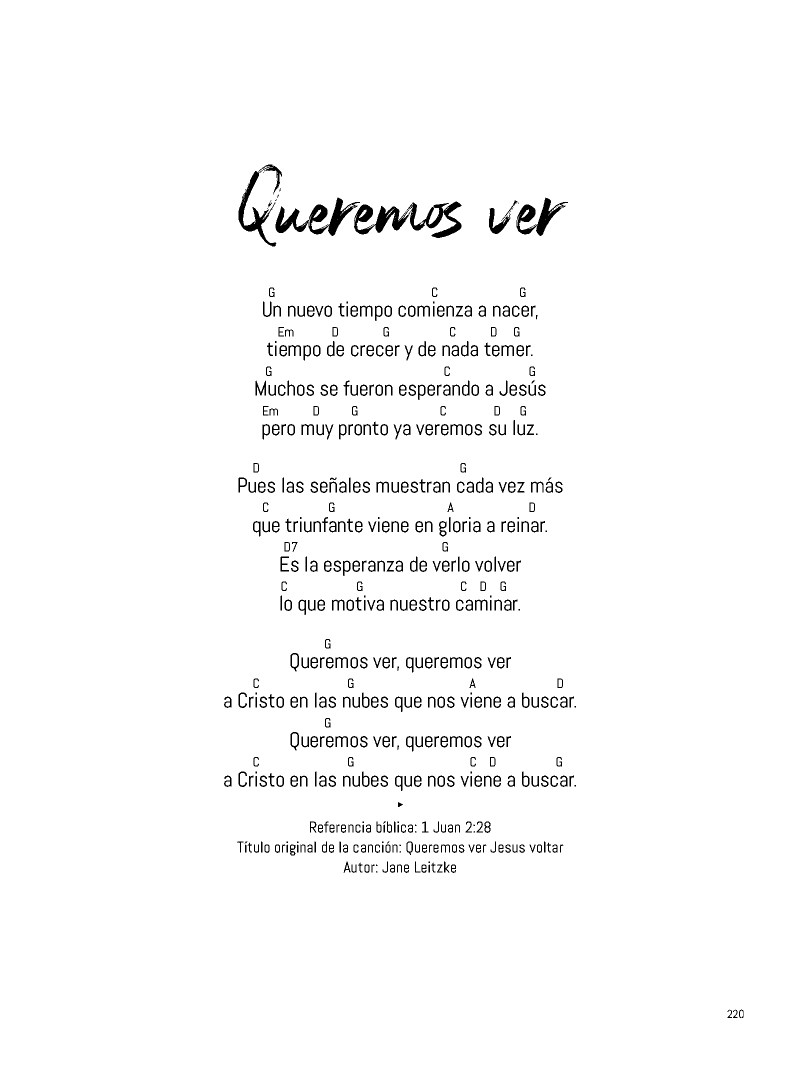 Queremos ver
G C G
Un nuevo tiempo comienza a nacer,
Em D G C D G
tiempo de crecer y de nada temer.
G C G
Muchos se fueron esperando a Jesús
Em D G C D G
pero muy pronto ya veremos su luz.
D G
Pues las señales muestran cada vez más
C G A D
que triunfante viene en gloria a reinar.
D7 G
Es la esperanza de verlo volver
C G C D G
lo que motiva nuestro caminar.
G
Queremos ver, queremos ver
C G A D
a Cristo en las nubes que nos viene a buscar.
G
Queremos ver, queremos ver
C G C D G
a Cristo en las nubes que nos viene a buscar.
Referencia bíblica: 1 Juan 2:28
Título original de la canción: Queremos ver Jesus voltar
Autor: Jane Leitzke
220